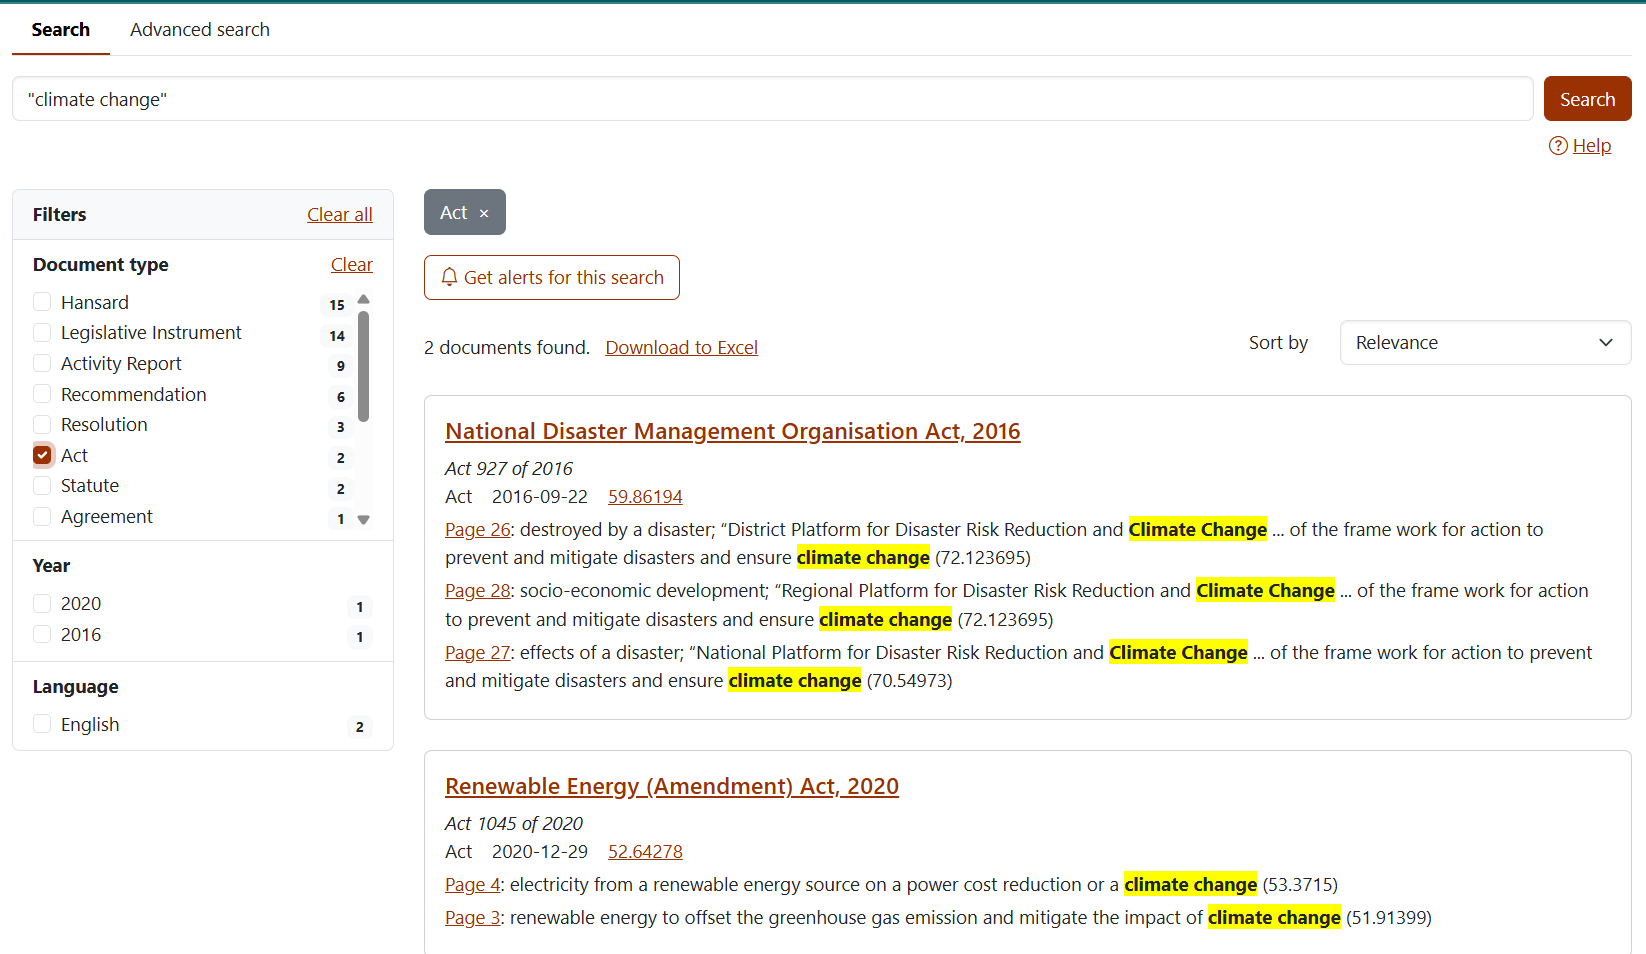 Search Advanced search
"climate change" Search
? Help
Filters Clear all
Document type Clear
Hansard 15
Legislative Instrument 14
Activity Report 9
Recommendation 6
Resolution 3
Act 2
Statute 2
Agreement 1
Year
2020 1
2016 1
Language
English 2
Act ×
Get alerts for this search
2 documents found. Download to Excel Sort by Relevance
National Disaster Management Organisation Act, 2016
Act 927 of 2016
Act 2016-09-22 59.86194
Page 26: destroyed by a disaster; “District Platform for Disaster Risk Reduction and Climate Change ... of the frame work for action to
prevent and mitigate disasters and ensure climate change (72.123695)
Page 28: socio-economic development; “Regional Platform for Disaster Risk Reduction and Climate Change ... of the frame work for action
to prevent and mitigate disasters and ensure climate change (72.123695)
Page 27: effects of a disaster; “National Platform for Disaster Risk Reduction and Climate Change ... of the frame work for action to prevent
and mitigate disasters and ensure climate change (70.54973)
Renewable Energy (Amendment) Act, 2020
Act 1045 of 2020
Act 2020-12-29 52.64278
Page 4: electricity from a renewable energy source on a power cost reduction or a climate change (53.3715)
Page 3: renewable energy to offset the greenhouse gas emission and mitigate the impact of climate change (51.91399)